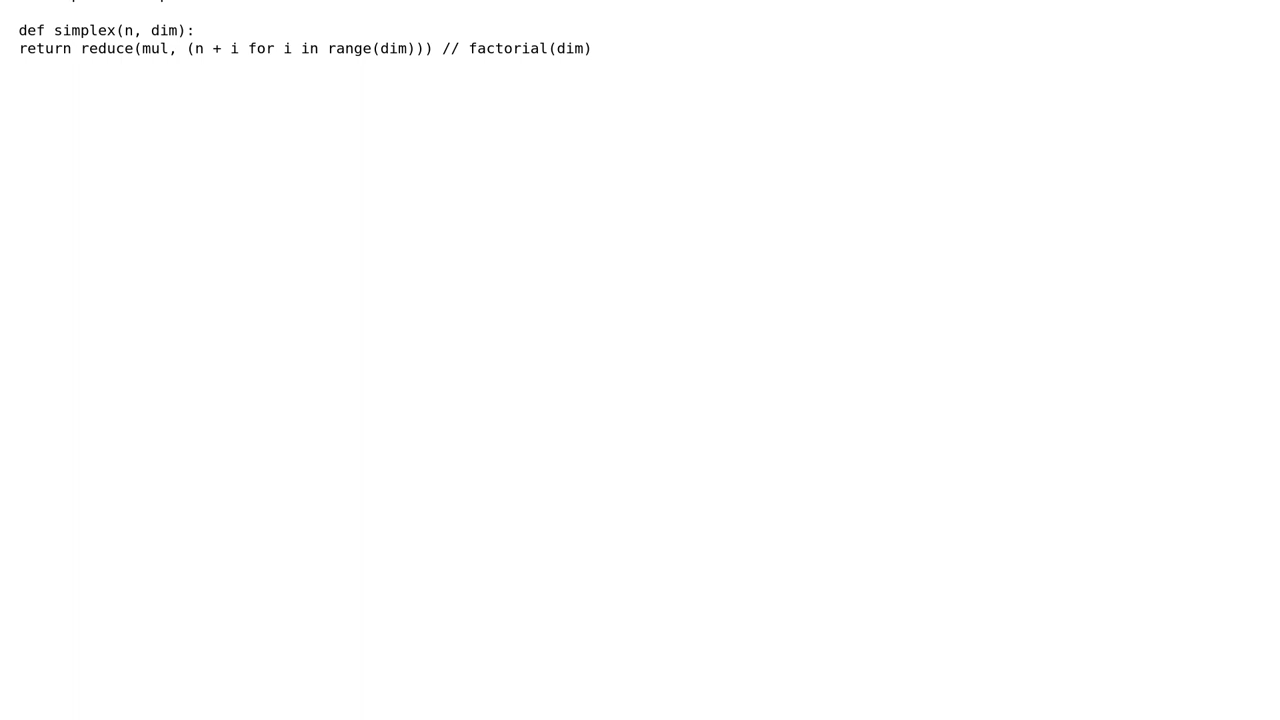 def simplex(n, dim):
return reduce(mul, (n + i for i in range(dim))) // factorial(dim)